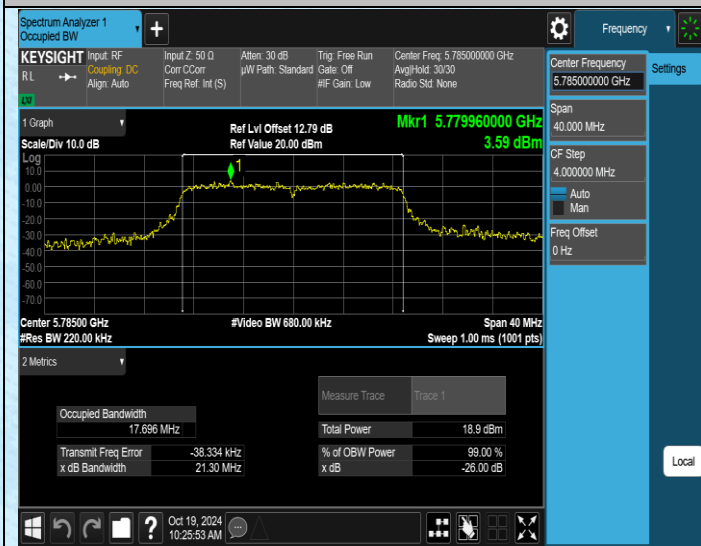 Spectrum Analyzer 1
Occupied BW
Frequency
KEYSIGHT
RL
LXI
Input: RF
Coupling: DC
Align: Auto
Input Z: 50 Ω
Corr CCorr
Freq Ref: Int (S)
Atten: 30 dB
µW Path: Standard
Trig: Free Run
Gate: Off
#IF Gain: Low
Center Freq: 5.785000000 GHz
Avg|Hold: 30/30
Radio Std: None
Center Frequency
5.785000000 GHz
Settings
Span
40.000 MHz
CF Step
4.000000 MHz
Auto
Man
Freq Offset
0 Hz
Local
1 Graph
Scale/Div 10.0 dB
Ref Lvl Offset 12.79 dB
Ref Value 20.00 dBm
Mkr1 5.779960000 GHz
3.59 dBm
Log
1
10.0
0.00
-10.0
-20.0
-30.0
-40.0
-50.0
-60.0
-70.0
Center 5.78500 GHz
#Video BW 680.00 kHz
Span 40 MHz
#Res BW 220.00 kHz
Sweep 1.00 ms (1001 pts)
2 Metrics
Measure Trace
Trace 1
Occupied Bandwidth
17.696 MHz
Total Power
18.9 dBm
Transmit Freq Error
-38.334 kHz
% of OBW Power
99.00 %
x dB Bandwidth
21.30 MHz
x dB
-26.00 dB
?
Oct 19, 2024
10:25:53 AM